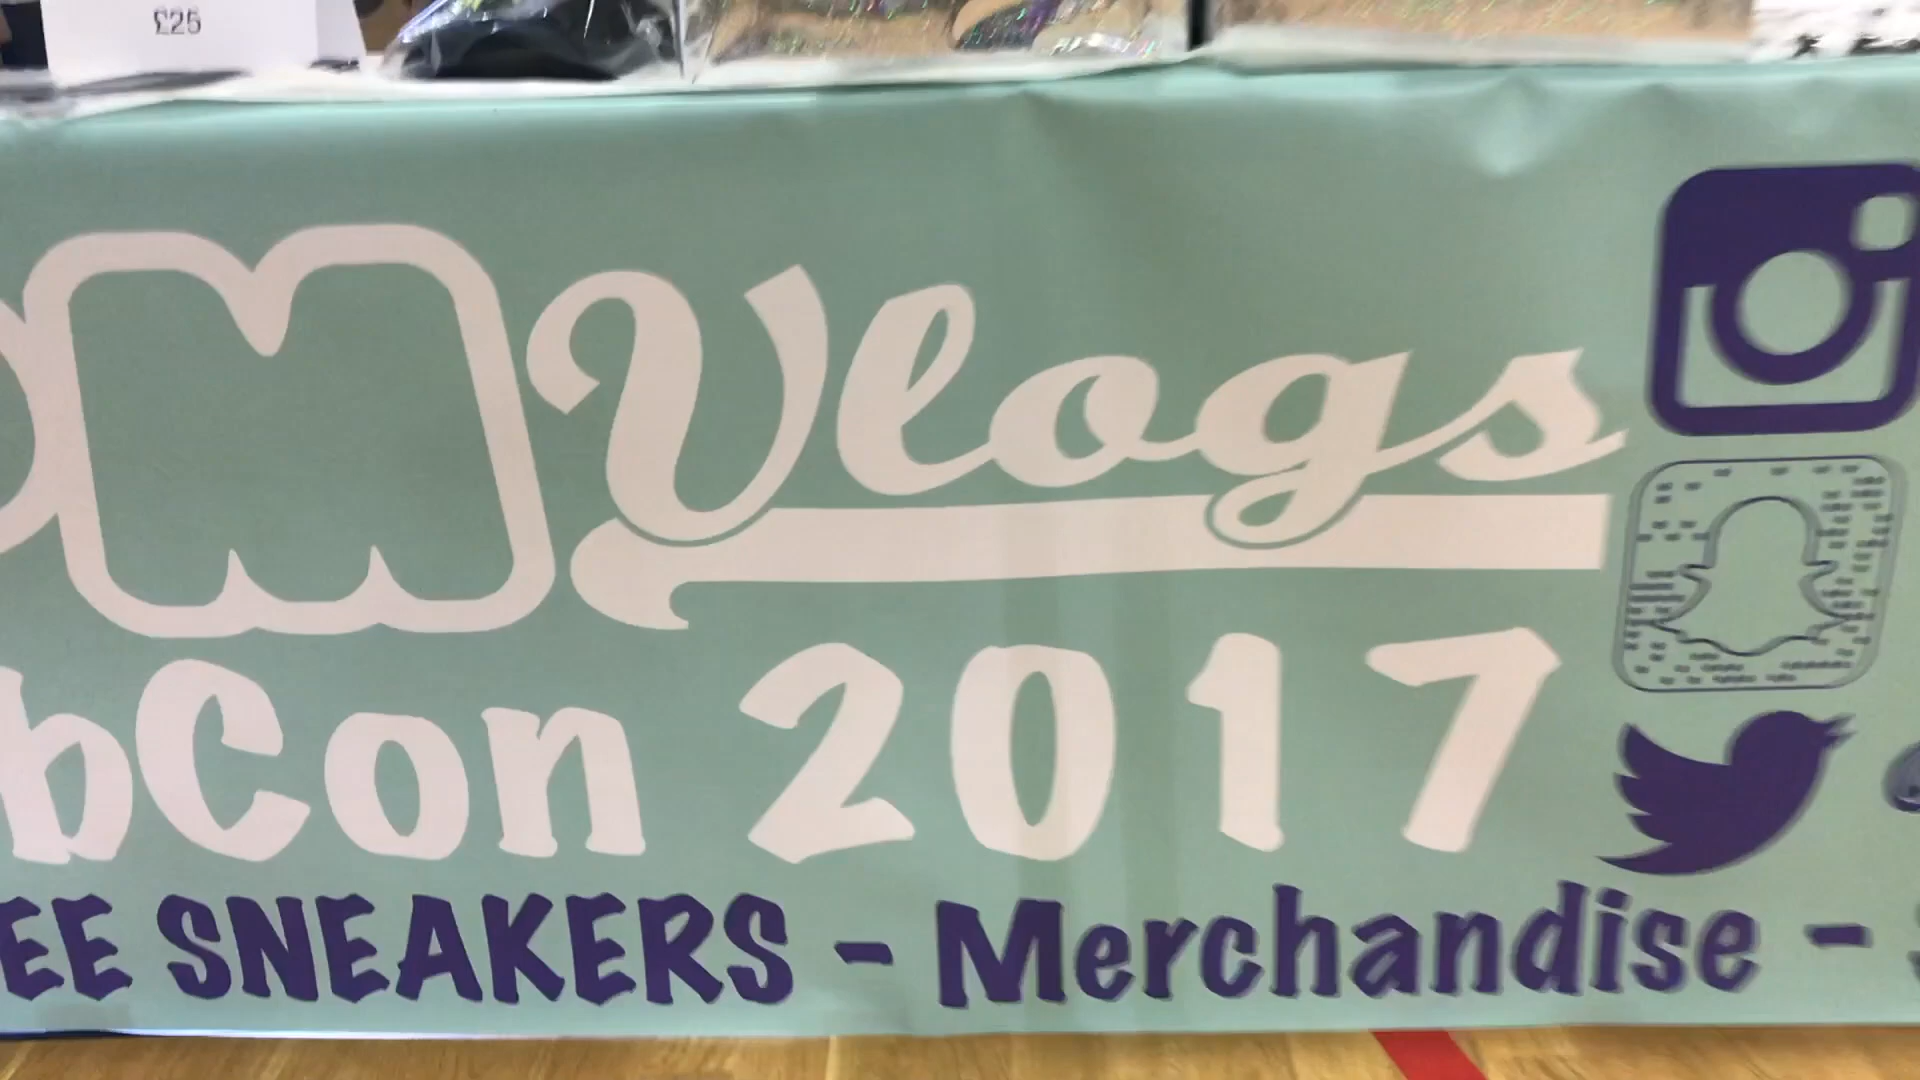 £25
Vlogs
bCon 2017
EE SNEAKERS - Merchandise -